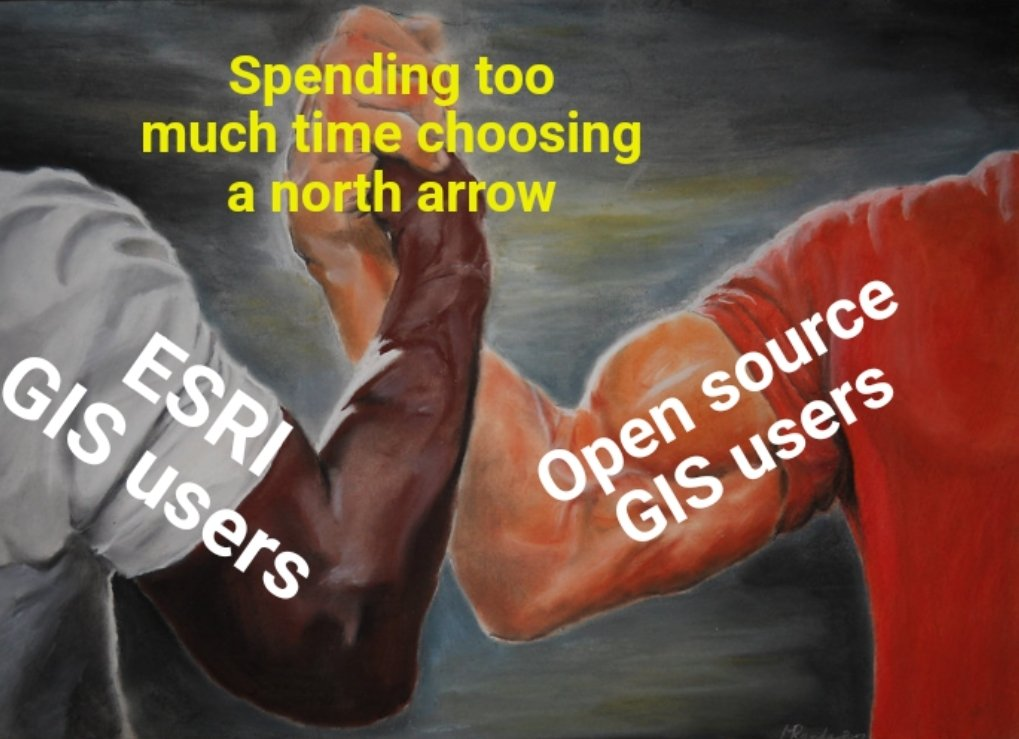 Spending too
much time choosing
a north arrow
ESRI
GIS users
Open source
GIS users